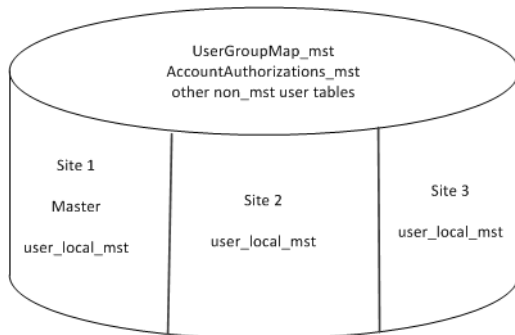 UserGroupMap_mst
AccountAuthorizations_mst
other non_mst user tables
Site 1
Master
user_local_mst
Site 2
user_local_mst
Site 3
user_local_mst